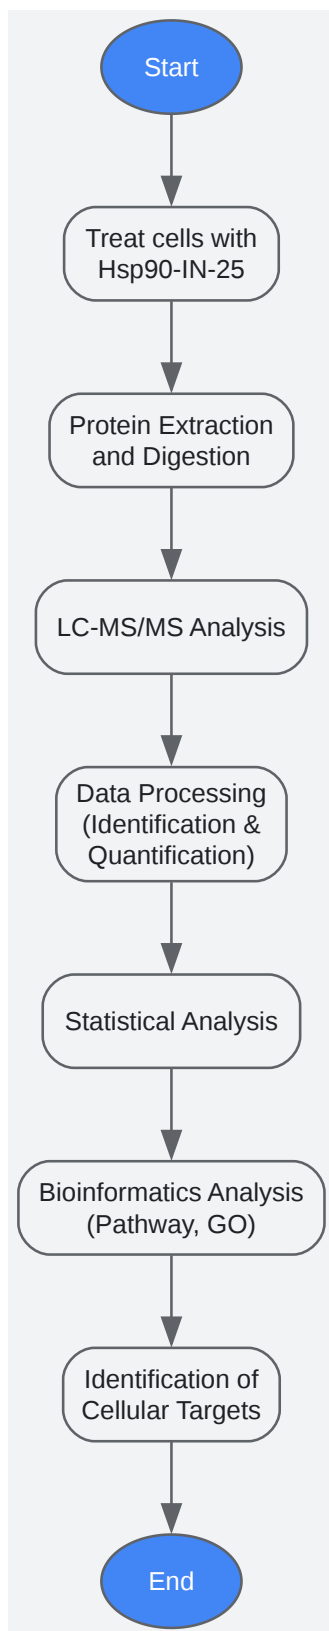 Start
Treat cells with
Hsp90-IN-25
Protein Extraction
and Digestion
LC-MS/MS Analysis
Data Processing
(Identification &
Quantification)
Statistical Analysis
Bioinformatics Analysis
(Pathway, GO)
Identification of
Cellular Targets
End